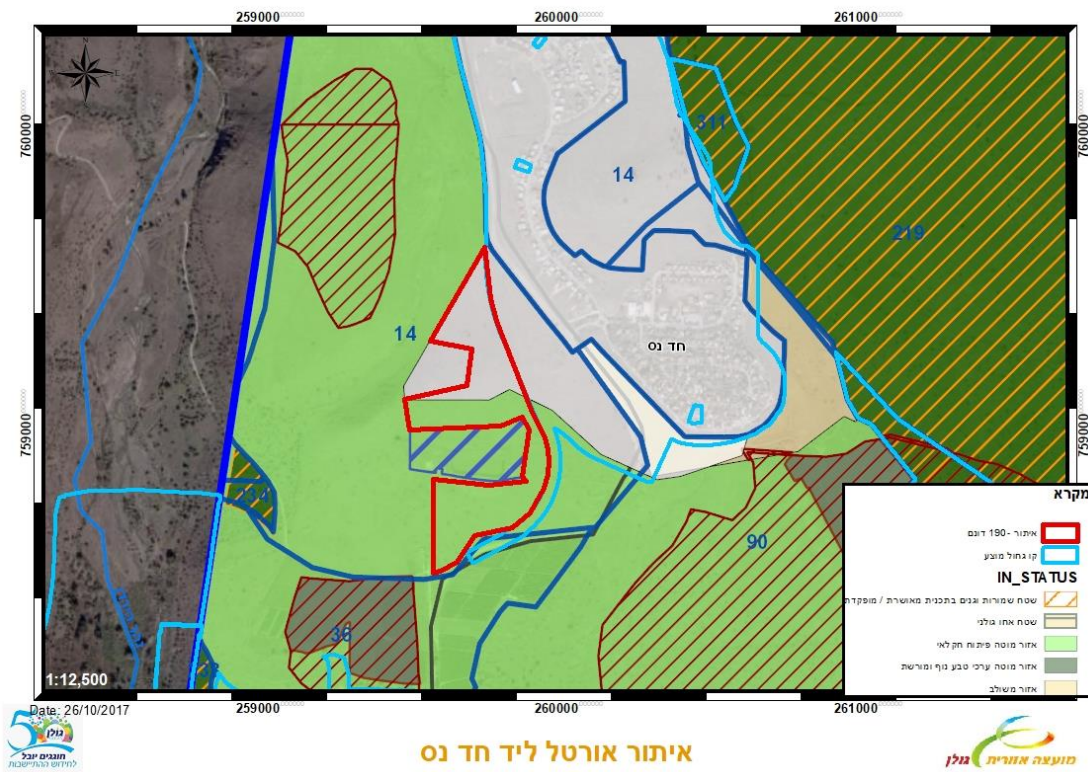 259000 260000 261000
760000 760000
311
14
219
14
חד נס
759000 759000
234
90
36
מקרא
איתור - 190 דונם
קו כחול מוצע
IN_STATUS
שטח שמורות וגנים בתכנית מאושרת / מופקדת
שטח אחו גולני
אזור מוטה פיתוח חקלאי
אזור מוטה ערכי טבע נוף ומורשת
אזור משולב
1:12,500
Date: 26/10/2017
259000 260000 261000
גולן
חוגגים יובל
לחידוש ההתיישבות
איתור אורטל ליד חד נס
מועצה אזורית גולן